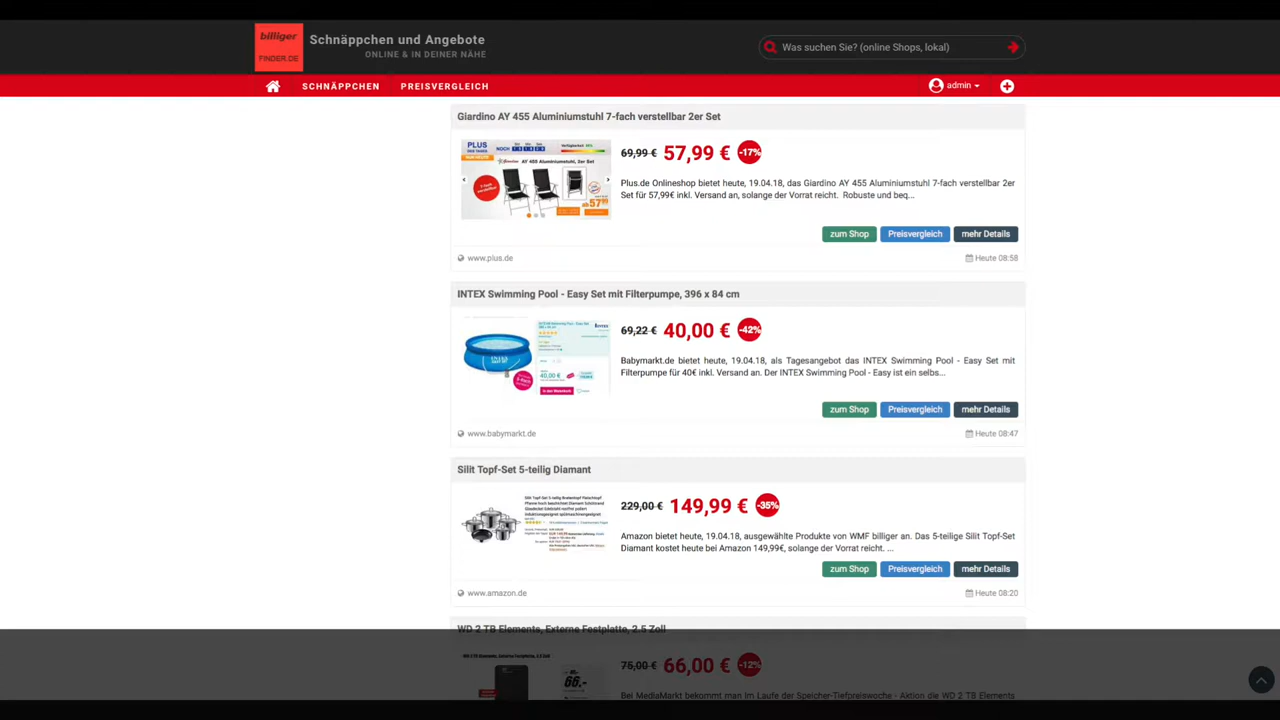 billiger
FINDER.DE
Schnäppchen und Angebote
ONLINE & IN DEINER NÄHE
Was suchen Sie? (online Shops, lokal)
SCHNÄPPCHEN
PREISVERGLEICH
admin
Giardino AY 455 Aluminiumstuhl 7-fach verstellbar 2er Set
PLUS
AY 455 Aluminiumstuhl, 2er Set
69,99 € 57,99 € -17%
Plus.de Onlineshop bietet heute, 19.04.18, das Giardino AY 455 Aluminiumstuhl 7-fach verstellbar 2er
Set für 57,99€ inkl. Versand an, solange der Vorrat reicht. Robuste und beq...
zum Shop Preisvergleich mehr Details
www.plus.de
Heute 08:58
INTEX Swimming Pool - Easy Set mit Filterpumpe, 396 x 84 cm
69,22 € 40,00 € -42%
Babymarkt.de bietet heute, 19.04.18, als Tagesangebot das INTEX Swimming Pool - Easy Set mit
Filterpumpe für 40€ inkl. Versand an. Der INTEX Swimming Pool - Easy ist ein selbs...
zum Shop Preisvergleich mehr Details
www.babymarkt.de
Heute 08:47
Silit Topf-Set 5-teilig Diamant
229,00 € 149,99 € -35%
Amazon bietet heute, 19.04.18, ausgewählte Produkte von WMF billiger an. Das 5-teilige Silit Topf-Set
Diamant kostet heute bei Amazon 149,99€, solange der Vorrat reicht. ...
zum Shop Preisvergleich mehr Details
www.amazon.de
Heute 08:20
WD 2 TB Elements, Externe Festplatte, 2.5 Zoll
66.-
75,00 € 66,00 € -12%
Bei MediaMarkt bekommt man im Laufe der Speicher-Tiefpreiswoche - Aktion die WD 2 TB Elements